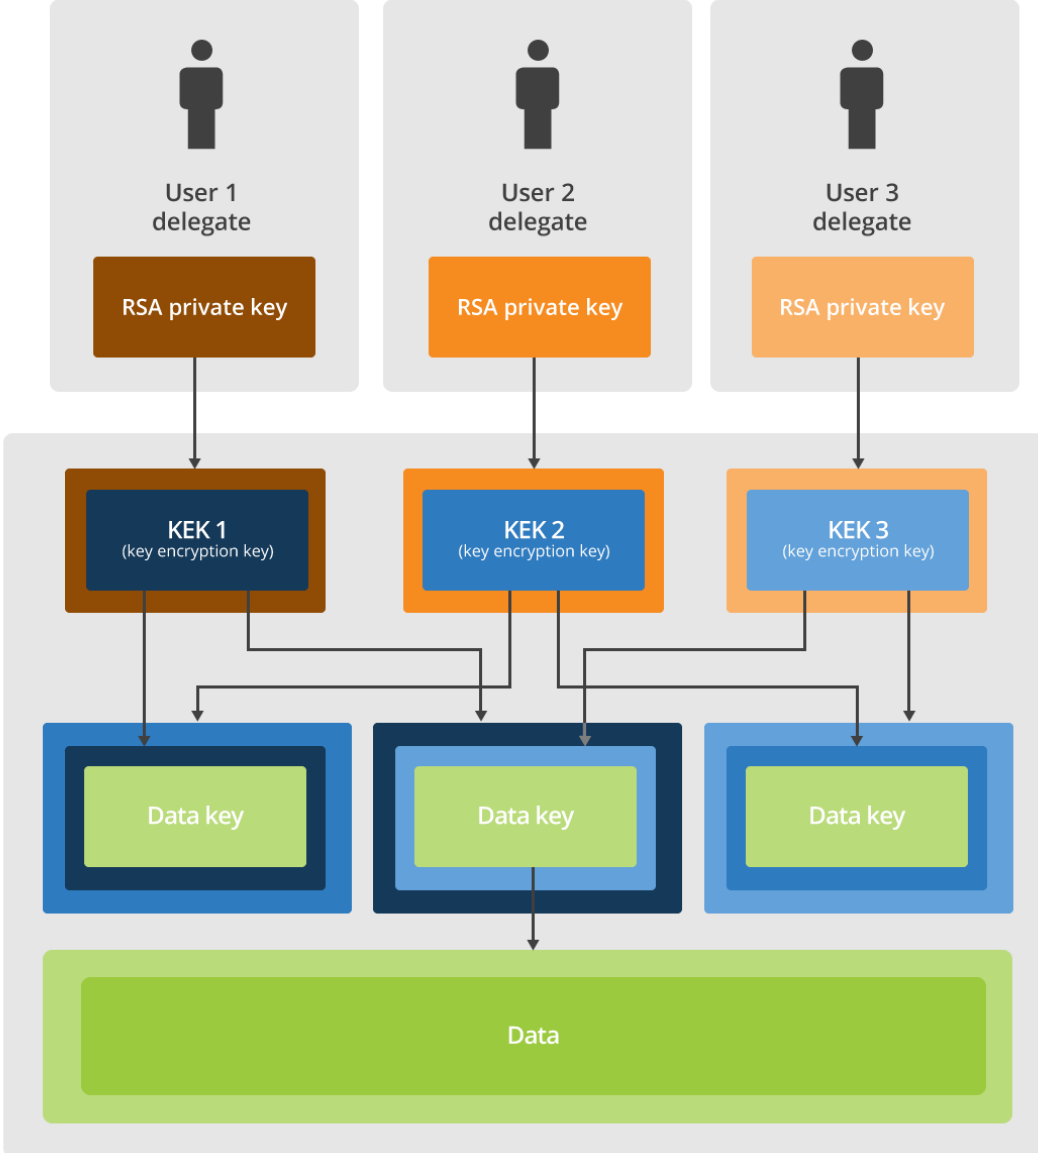 User 1
delegate
User 2
delegate
User 3
delegate
RSA private key
RSA private key
RSA private key
KEK 1
(key encryption key)
KEK 2
(key encryption key)
KEK 3
(key encryption key)
Data key
Data key
Data key
Data